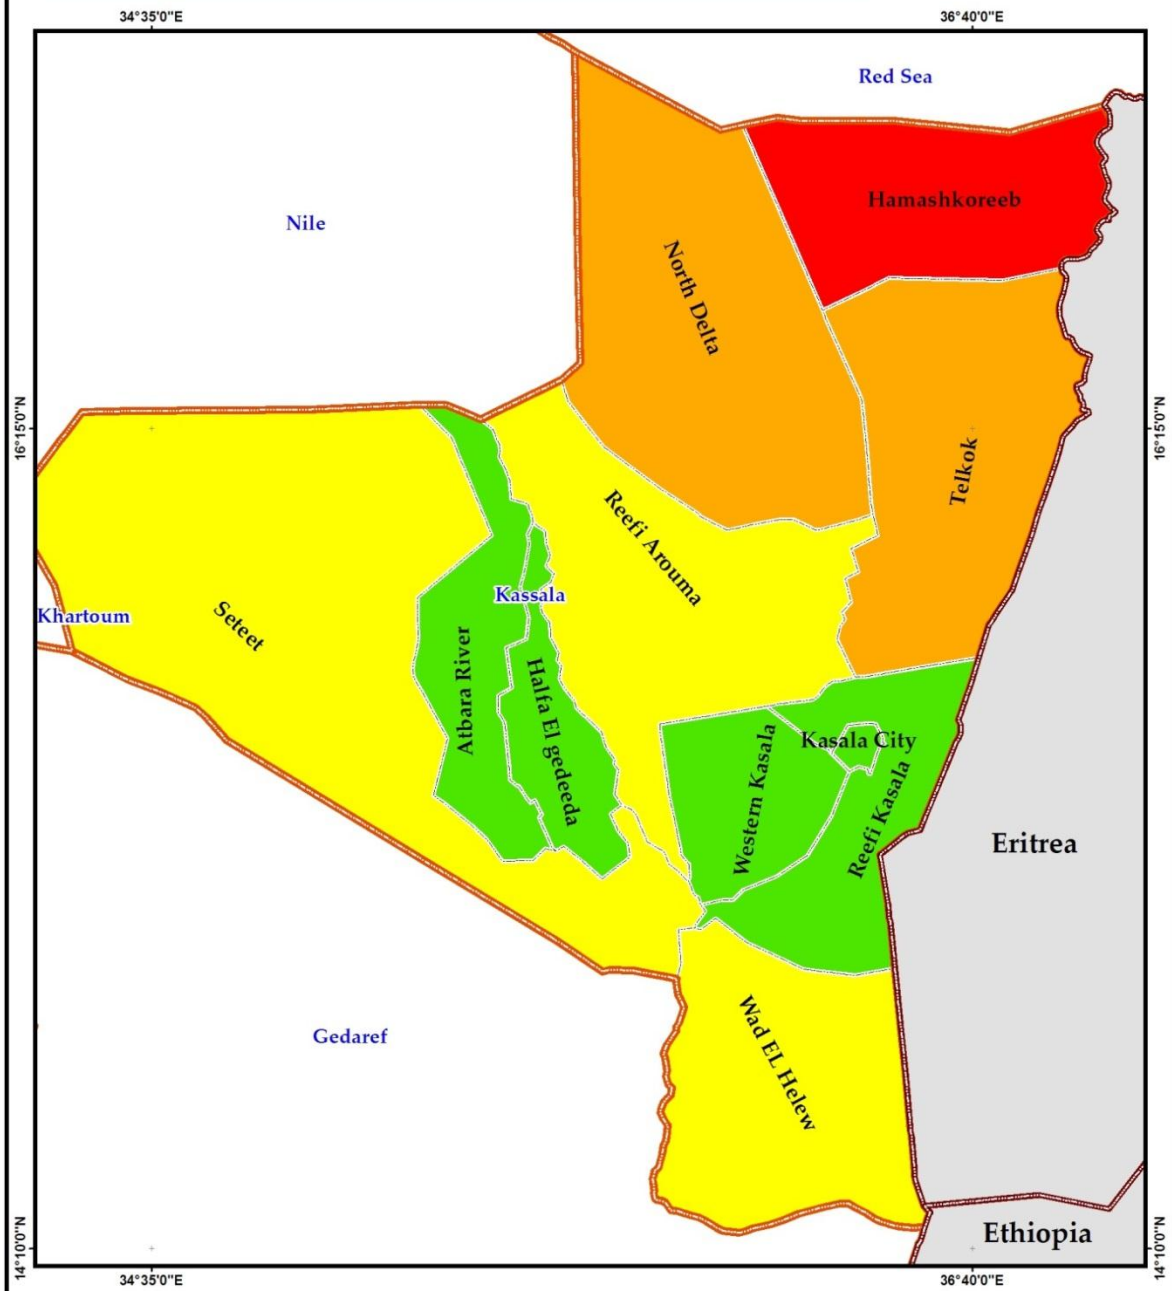 34°35'0"E
36°40'0"E
Red Sea
Hamashkoreeb
Nile
North Delta
16°15'0"N
16°15'0"N
Telkok
Reefi Arouma
Kassala
Khartoum
Seteet
Atbara River
Halfa El gedeeda
Western Kasala
Kasala City
Reefi Kasala
Eritrea
Gedaref
Wad EL Helew
Ethiopia
14°10'0"N
14°10'0"N
34°35'0"E
36°40'0"E